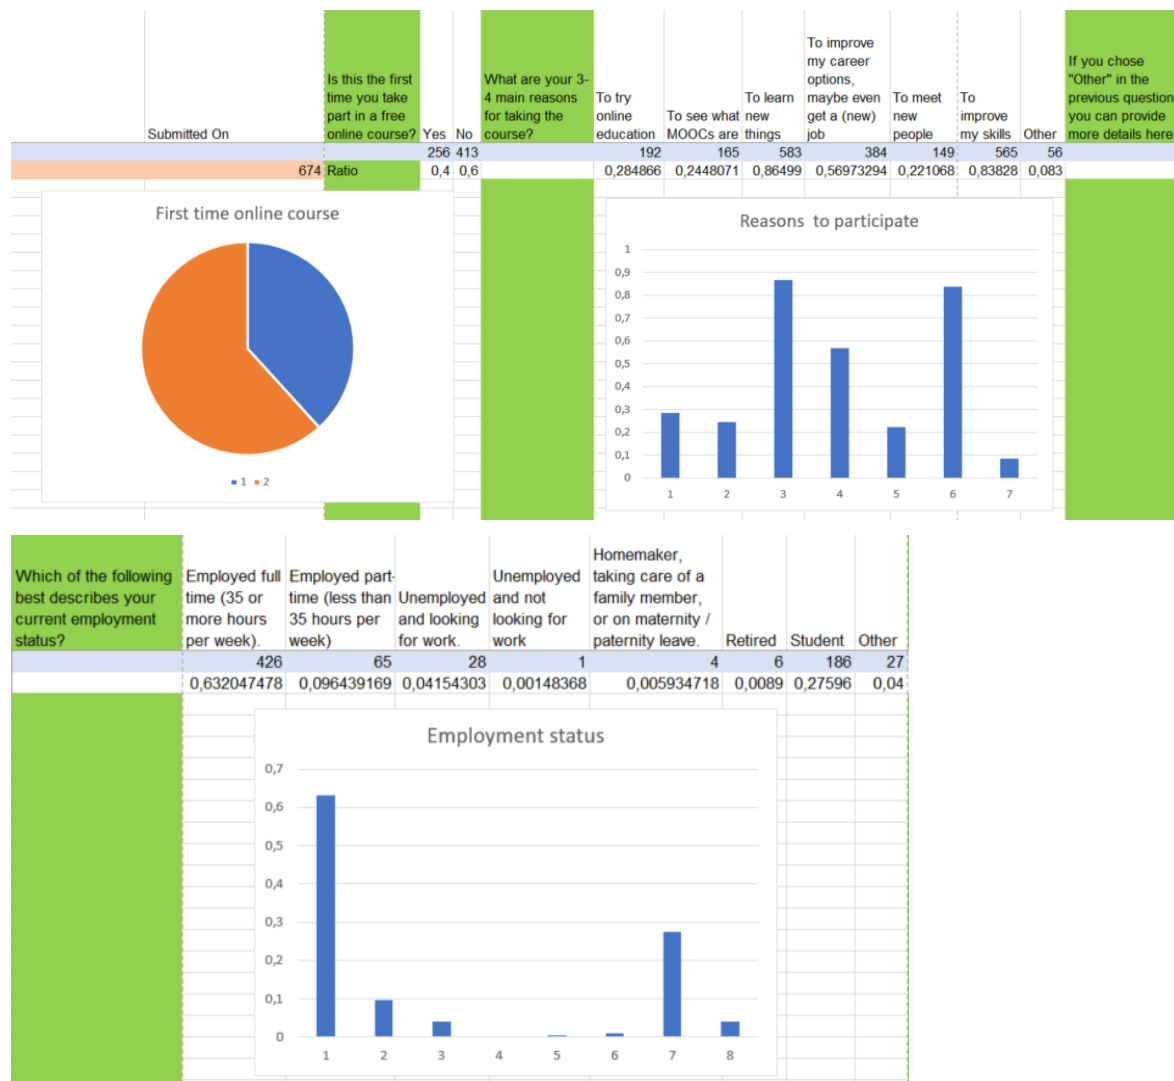 Submitted On
Is this the first
time you take
part in a free
online course?
Yes
No
What are your 3-
4 main reasons
for taking the
course?
To try
online
education
To see what
MOOCs are
To learn
new
things
To improve
my career
options,
maybe even
get a (new)
job
To meet
new
people
To
improve
my skills
Other
If you chose
"Other" in the
previous question
you can provide
more details here
256 413 192 165 583 384 149 565 56
674 Ratio 0,4 0,6 0,284866 0,2448071 0,86499 0,56973294 0,221068 0,83828 0,083
First time online course
1 2
Reasons to participate
1
0,9
0,8
0,7
0,6
0,5
0,4
0,3
0,2
0,1
0
1 2 3 4 5 6 7
Which of the following
best describes your
current employment
status?
Employed full
time (35 or
more hours
per week).
Employed part-
time (less than
35 hours per
week)
Unemployed
and looking
for work.
Unemployed
and not
looking for
work
Homemaker,
taking care of a
family member,
or on maternity /
paternity leave.
Retired
Student
Other
426 65 28 1 4 6 186 27
0,632047478 0,096439169 0,04154303 0,00148368 0,005934718 0,0089 0,27596 0,04
Employment status
0,7
0,6
0,5
0,4
0,3
0,2
0,1
0
1 2 3 4 5 6 7 8